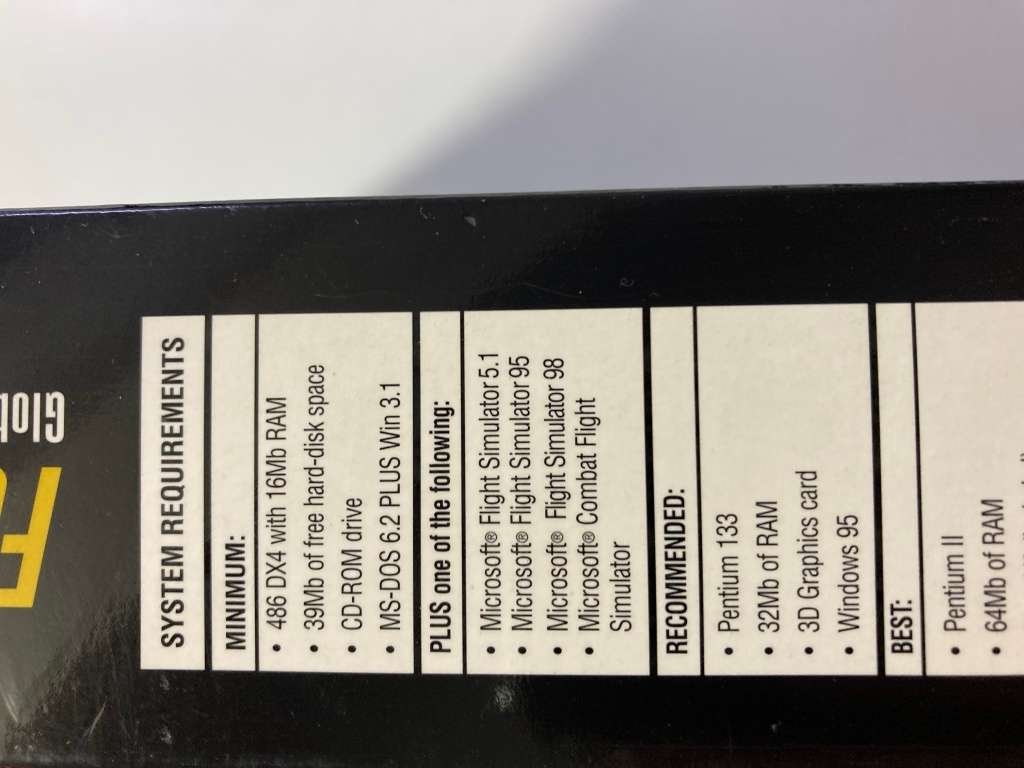 SYSTEM REQUIREMENTS
MINIMUM:
• 486 DX4 with 16Mb RAM
• 39Mb of free hard-disk space
• CD-ROM drive
• MS-DOS 6.2 PLUS Win 3.1
PLUS one of the following:
• Microsoft® Flight Simulator 5.1
• Microsoft® Flight Simulator 95
• Microsoft® Flight Simulator 98
• Microsoft® Combat Flight
Simulator
RECOMMENDED:
• Pentium 133
• 32Mb of RAM
• 3D Graphics card
• Windows 95
BEST:
• Pentium II
• 64Mb of RAM